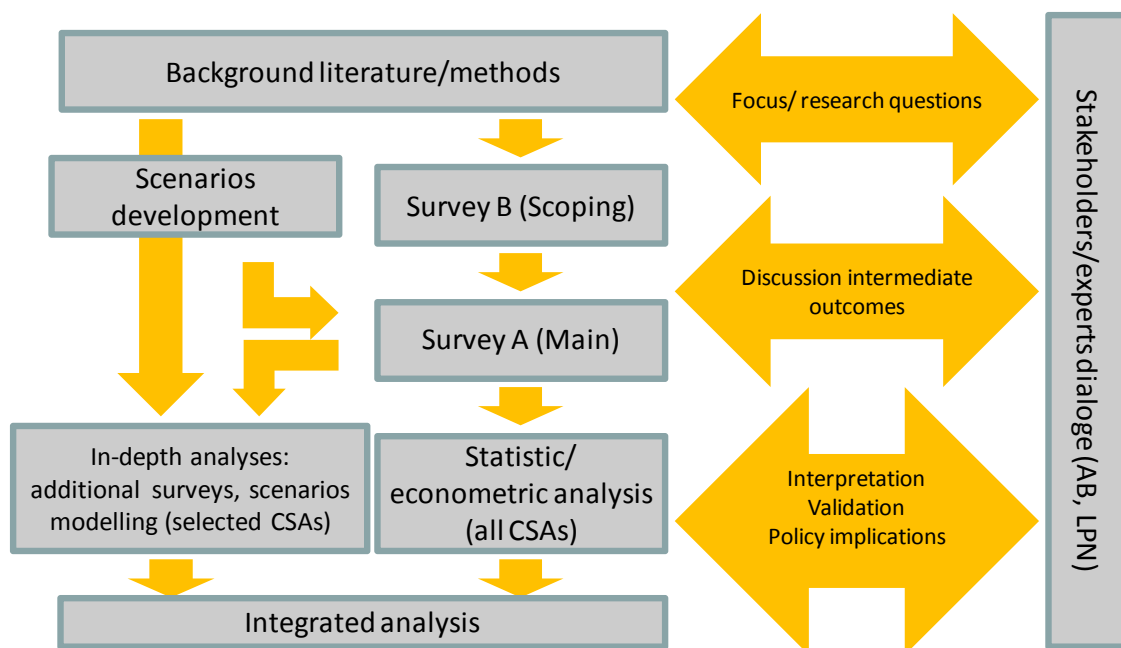 Background literature/methods
Focus/ research questions
Scenarios
development
Survey B (Scoping)
Discussion intermediate
outcomes
Survey A (Main)
In-depth analyses:
additional surveys, scenarios
modelling (selected CSAs)
Statistic/
econometric analysis
(all CSAs)
Interpretation
Validation
Policy implications
Integrated analysis
Stakeholders/experts dialoge (AB, LPN)